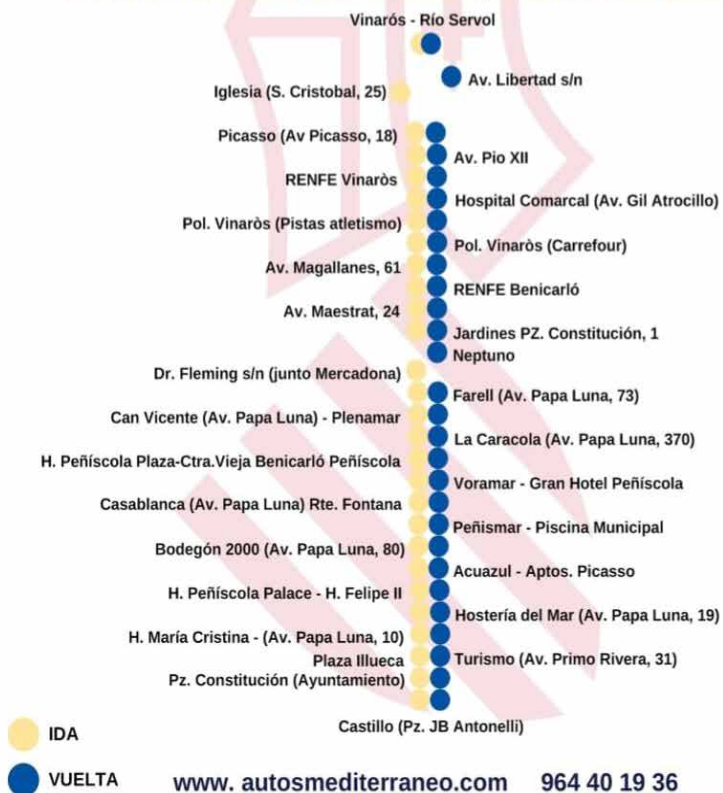 Vinarós - Río Servol
Av. Libertad s/n
Iglesia (S. Cristobal, 25)
Picasso (Av Picasso, 18)
Av. Pio XII
RENFE Vinaròs
Hospital Comarcal (Av. Gil Atrocillo)
Pol. Vinaròs (Pistas atletismo)
Pol. Vinaròs (Carrefour)
Av. Magallanes, 61
RENFE Benicarló
Av. Maestrat, 24
Jardines PZ. Constitución, 1
Neptuno
Dr. Fleming s/n (junto Mercadona)
Farell (Av. Papa Luna, 73)
Can Vicente (Av. Papa Luna) - Plenamar
La Caracola (Av. Papa Luna, 370)
H. Peñíscola Plaza-Ctra.Vieja Benicarló Peñíscola
Voramar - Gran Hotel Peñíscola
Casablanca (Av. Papa Luna) Rte. Fontana
Peñismar - Piscina Municipal
Bodegón 2000 (Av. Papa Luna, 80)
Acuazul - Aptos. Picasso
H. Peñíscola Palace - H. Felipe II
Hostería del Mar (Av. Papa Luna, 19)
H. María Cristina - (Av. Papa Luna, 10)
Plaza Illueca
Turismo (Av. Primo Rivera, 31)
Pz. Constitución (Ayuntamiento)
Castillo (Pz. JB Antonelli)
IDA
VUELTA
www. autosmediterraneo.com 964 40 19 36